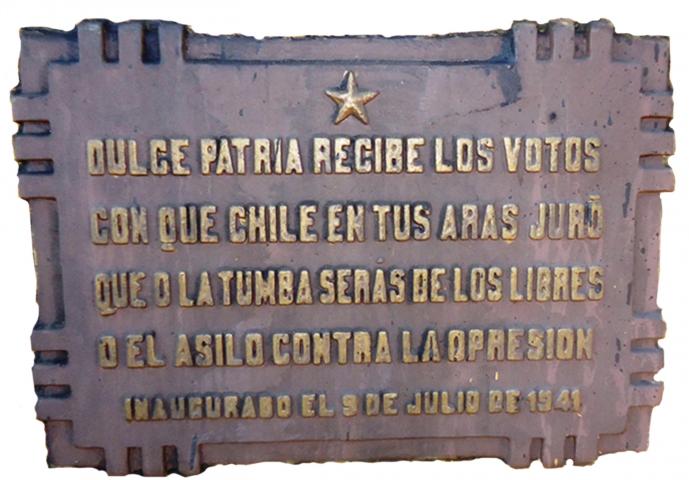 DULCE PATRIA RECIBE LOS VOTOS
CON QUE CHILE EN TUS ARAS JURÓ
QUE O LA TUMBA SERAS DE LOS LIBRES
O EL ASILO CONTRA LA OPRESION
INAUGURADO EL 9 DE JULIO DE 1941